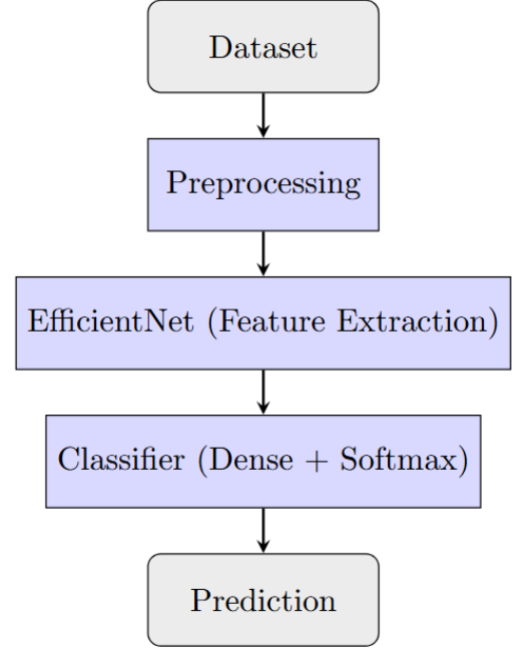 Dataset
Preprocessing
EfficientNet (Feature Extraction)
Classifier (Dense + Softmax)
Prediction